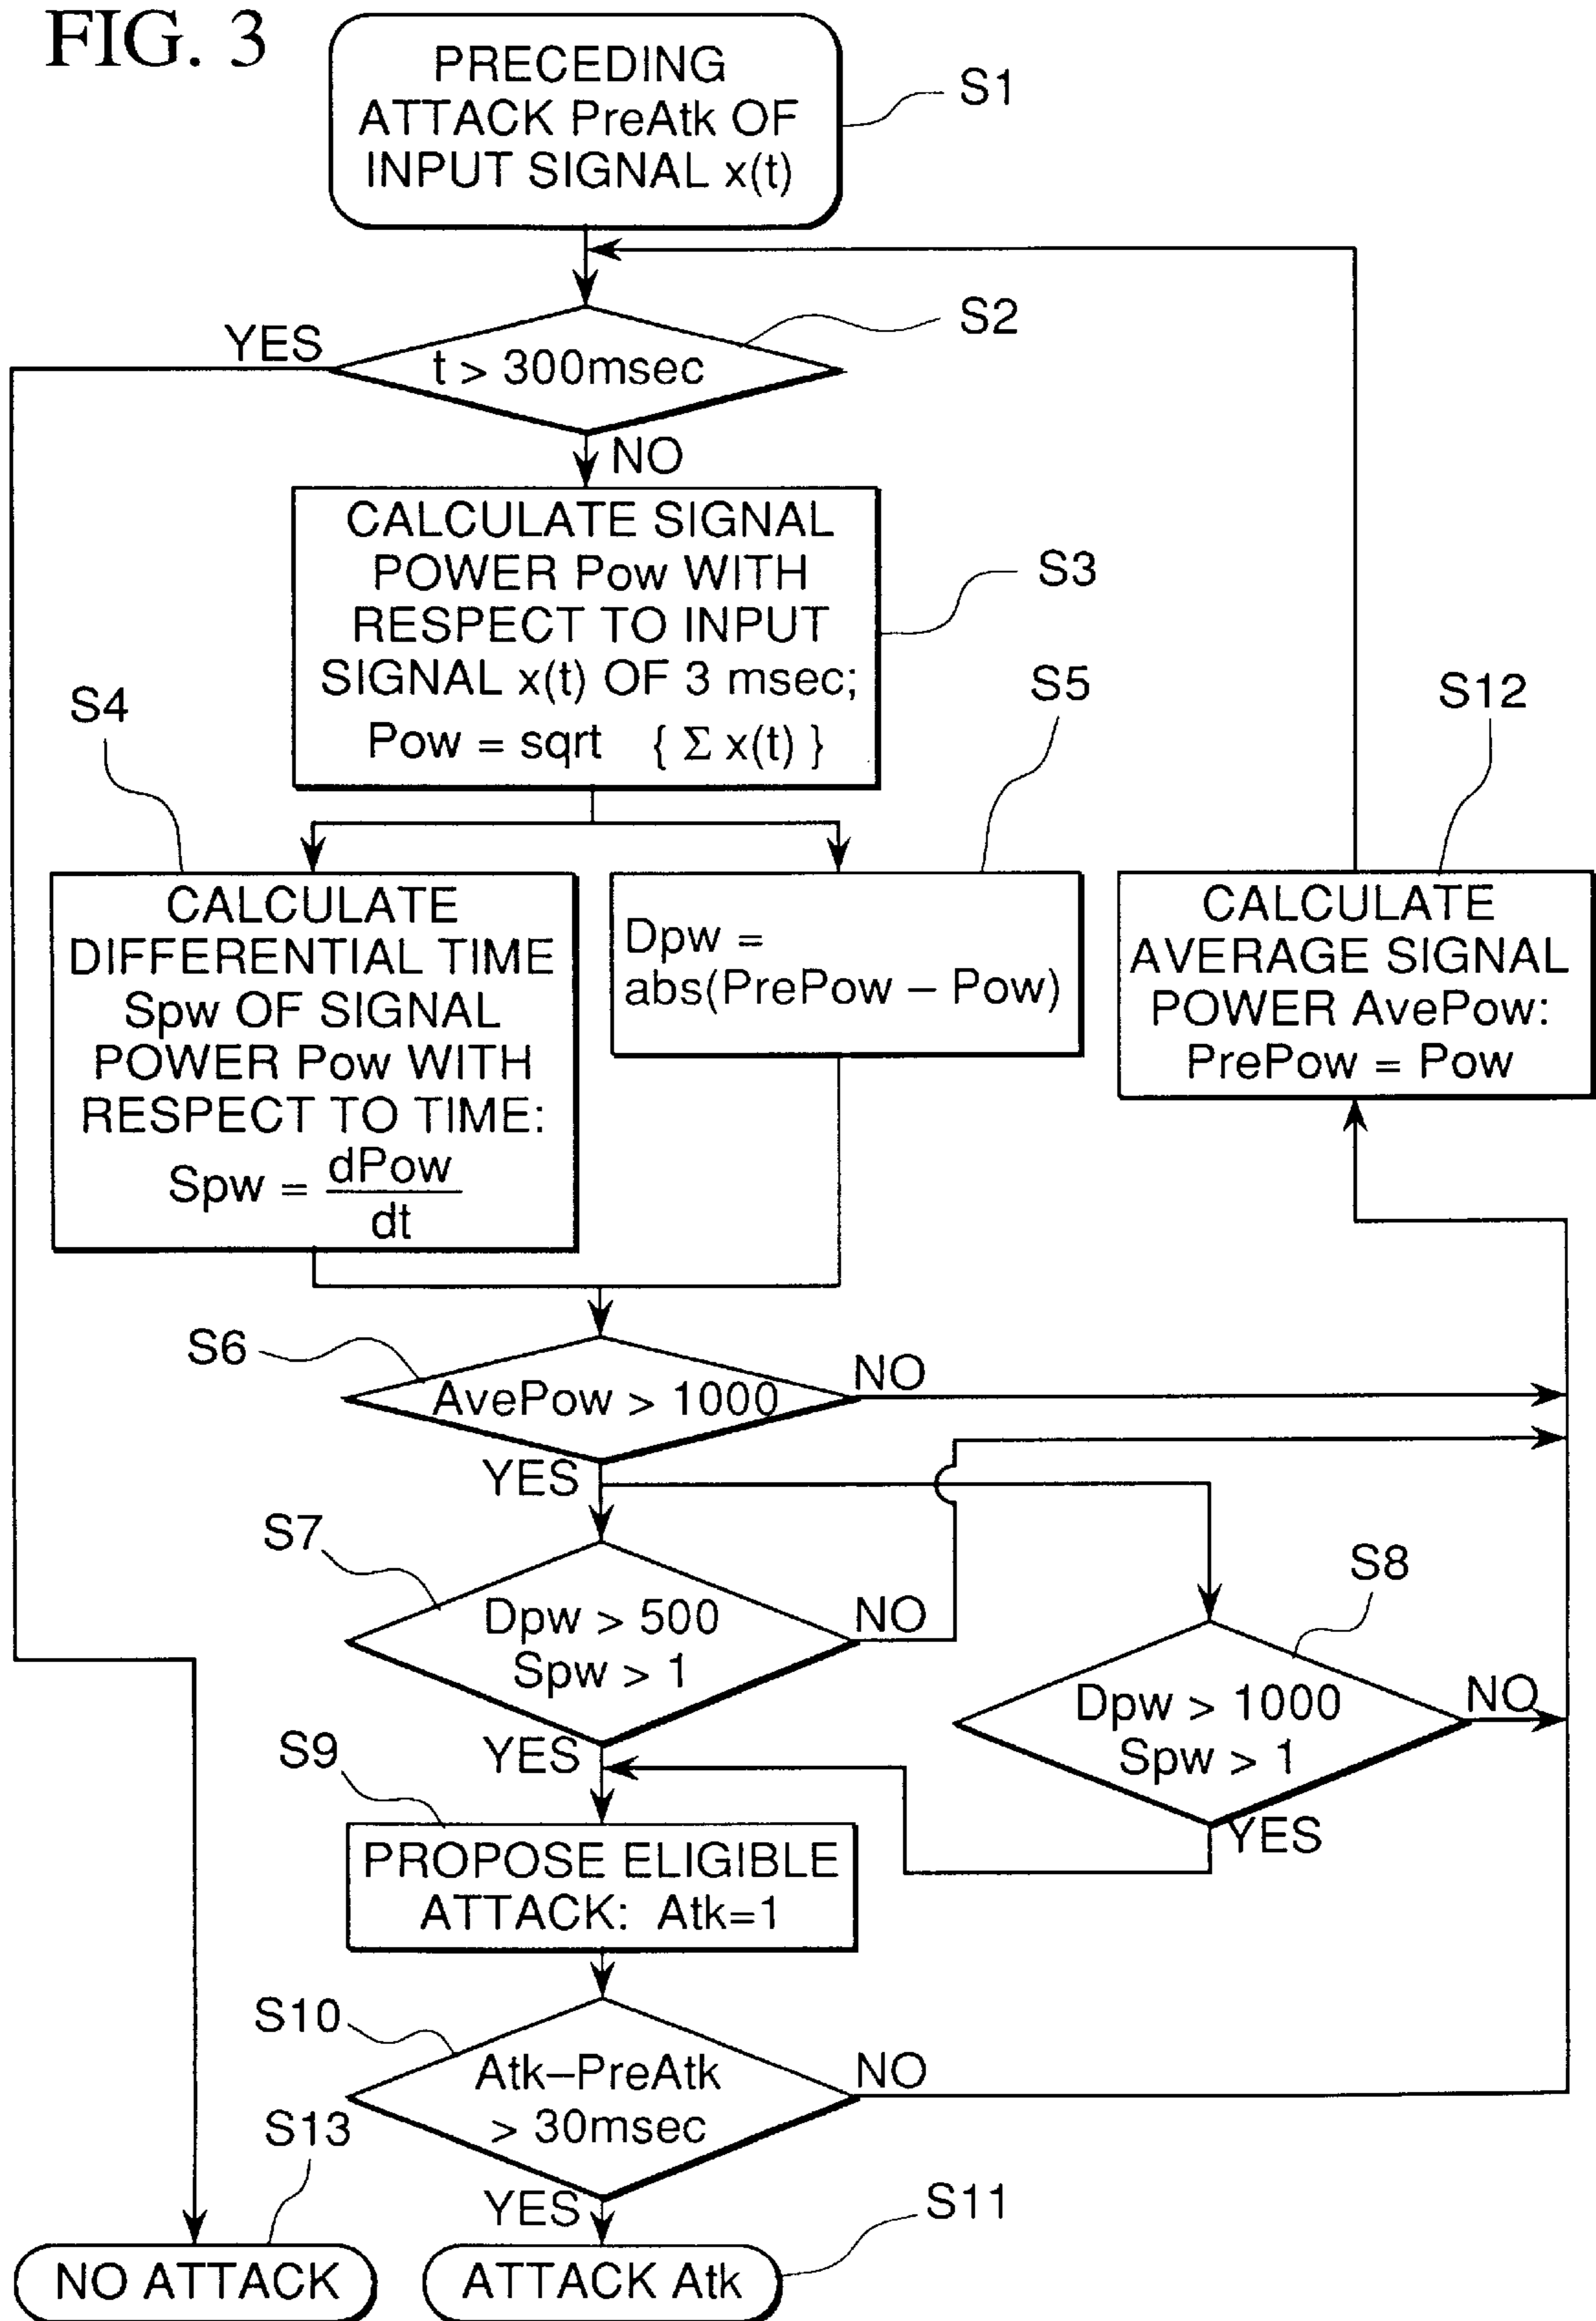 FIG. 3
PRECEDING
ATTACK PreAtk OF
INPUT SIGNAL x(t)
S1
S2
YES
t > 300msec
NO
CALCULATE SIGNAL
POWER Pow WITH
RESPECT TO INPUT
SIGNAL x(t) OF 3 msec;
Pow = sqrt { Σ x(t) }
S3
S4
S5
S12
CALCULATE
DIFFERENTIAL TIME
Spw OF SIGNAL
POWER Pow WITH
RESPECT TO TIME:
Spw = dPow
dt
Dpw =
abs(PrePow – Pow)
CALCULATE
AVERAGE SIGNAL
POWER AvePow:
PrePow = Pow
S6
AvePow > 1000
NO
YES
S7
Dpw > 500
Spw > 1
NO
S8
Dpw > 1000
Spw > 1
NO
YES
YES
S9
PROPOSE ELIGIBLE
ATTACK: Atk=1
S10
Atk–PreAtk
> 30msec
NO
YES
S13
NO ATTACK
S11
ATTACK Atk